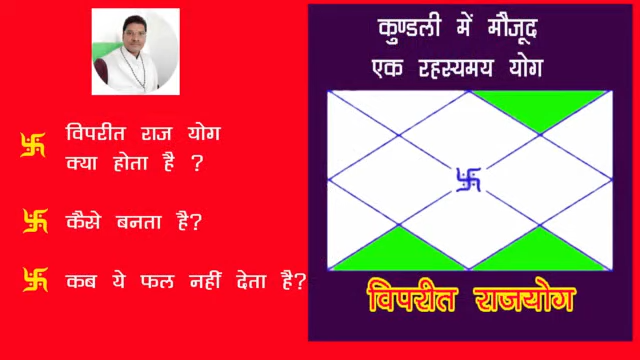 कुण्डली में मौजूद
एक रहस्यमय योग
विपरीत राज योग
क्या होता है ?
कैसे बनता है?
कब ये फल नहीं देता है?
विपरीत राजयोग